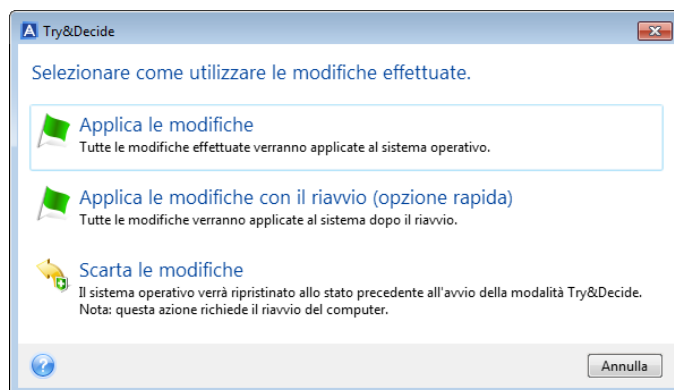 Try&Decide
Selezionare come utilizzare le modifiche effettuate.
Applica le modifiche
Tutte le modifiche effettuate verranno applicate al sistema operativo.
Applica le modifiche con il riavvio (opzione rapida)
Tutte le modifiche verranno applicate al sistema dopo il riavvio.
Scarta le modifiche
Il sistema operativo verrà ripristinato allo stato precedente all'avvio della modalità Try&Decide.
Nota: questa azione richiede il riavvio del computer.
Annulla